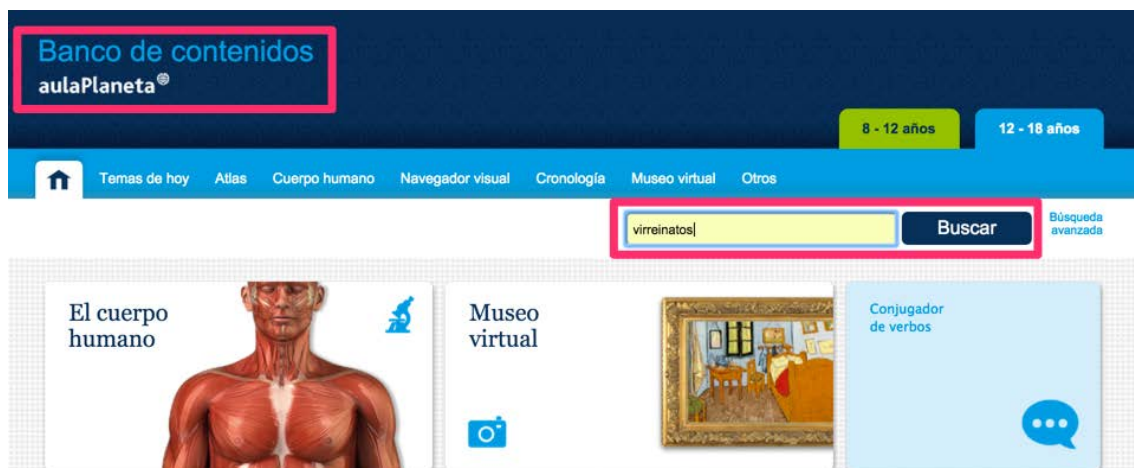 Banco de contenidos
aulaPlaneta
8 - 12 años
12 - 18 años
Temas de hoy Atlas Cuerpo humano Navegador visual Cronología Museo virtual Otros
virreinatos
Buscar
Búsqueda
avanzada
El cuerpo
humano
Museo
virtual
Conjugador
de verbos